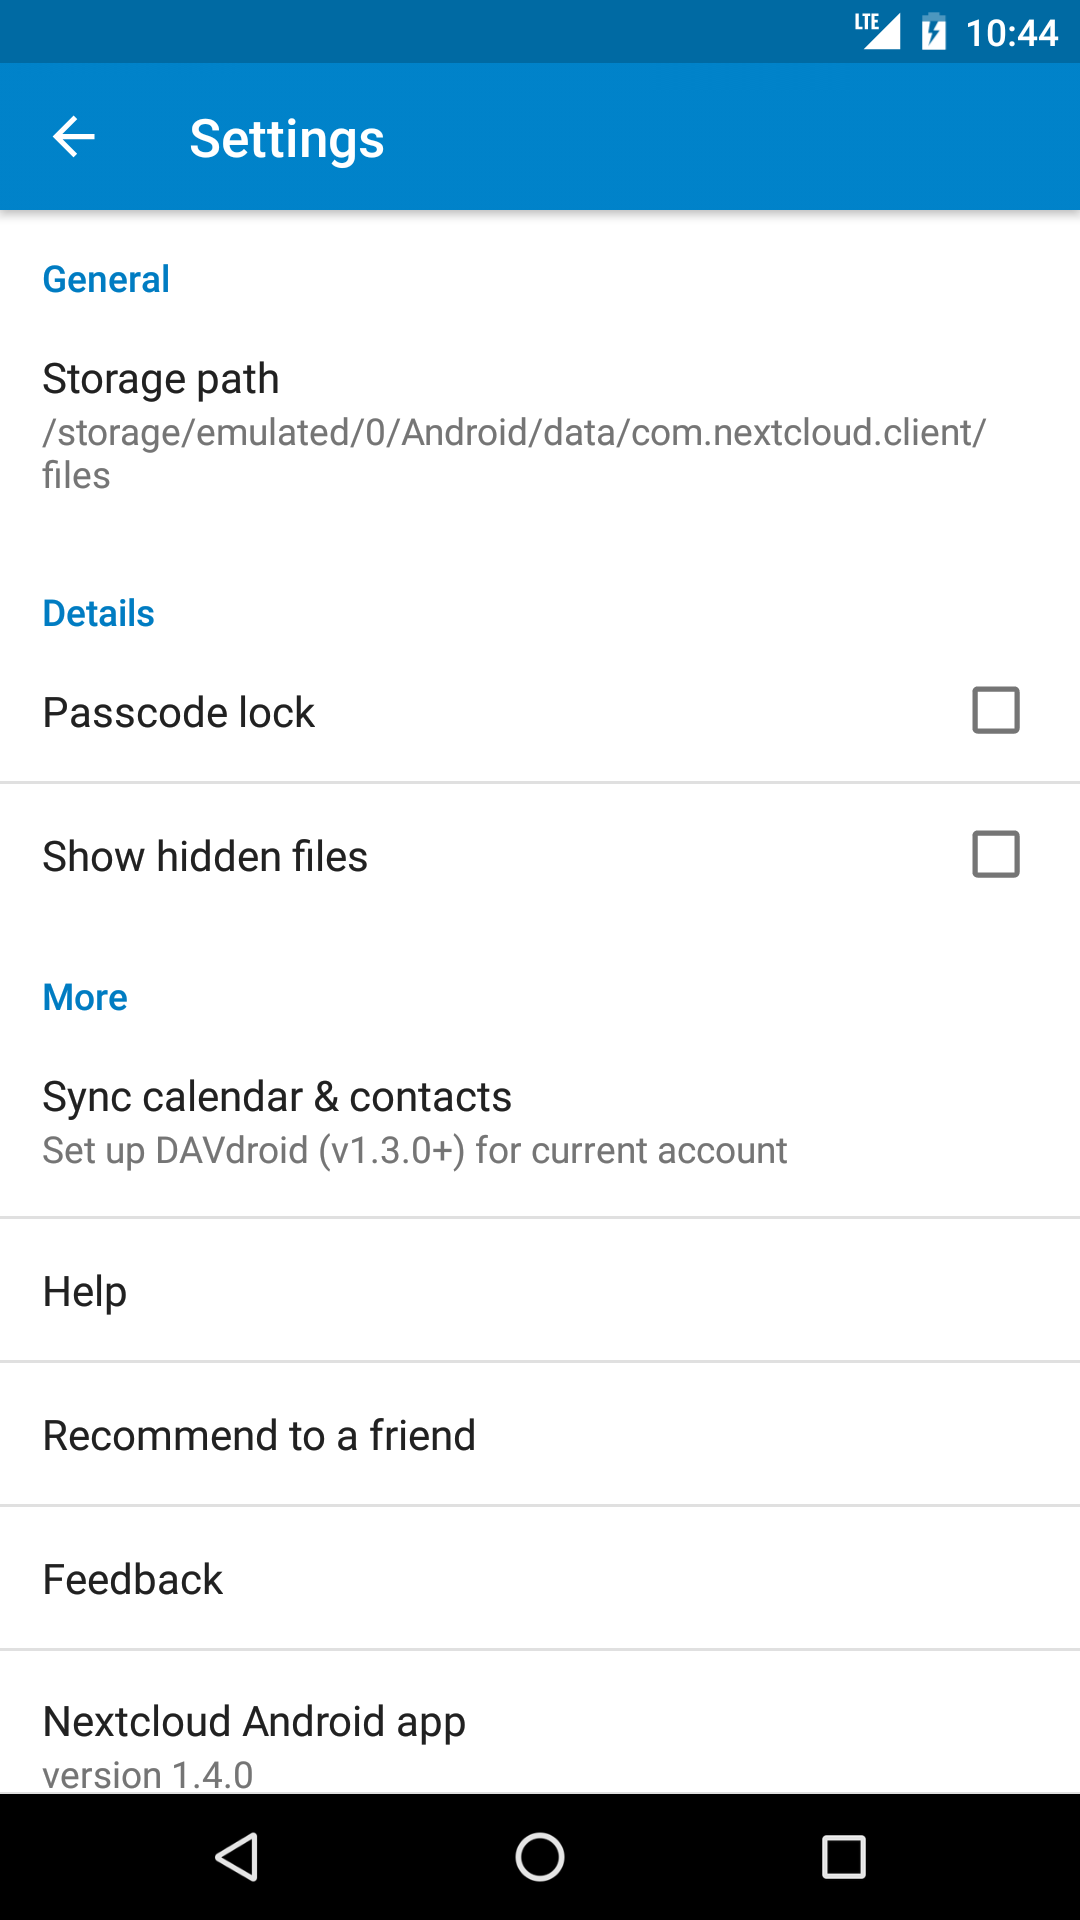 LTE 10:44
Settings
General
Storage path
/storage/emulated/0/Android/data/com.nextcloud.client/
files
Details
Passcode lock
Show hidden files
More
Sync calendar & contacts
Set up DAVdroid (v1.3.0+) for current account
Help
Recommend to a friend
Feedback
Nextcloud Android app
version 1.4.0